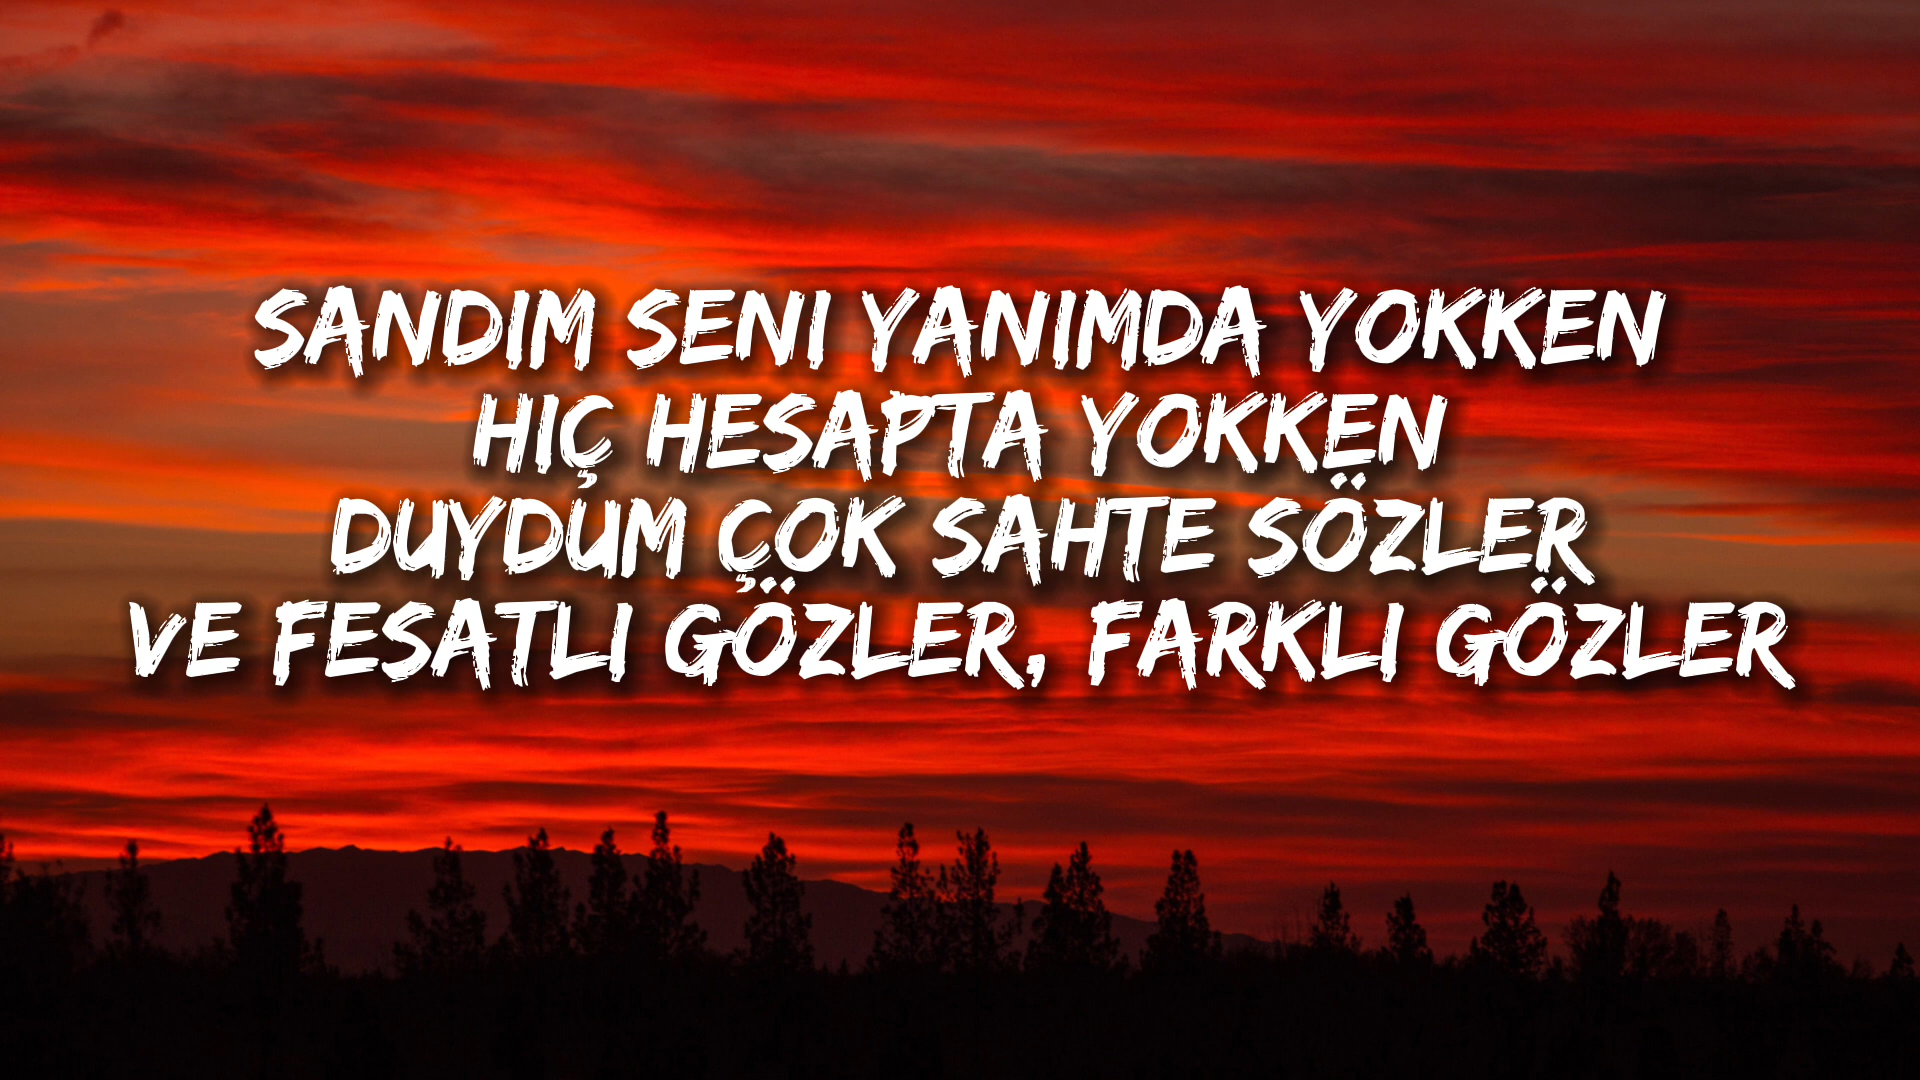 SANDIM SENI YANIMDA YOKKEN
HIÇ HESAPTA YOKKEN
DUYDUM ÇOK SAHTE SÖZLER
VE FESATLI GÖZLER, FARKLI GÖZLER